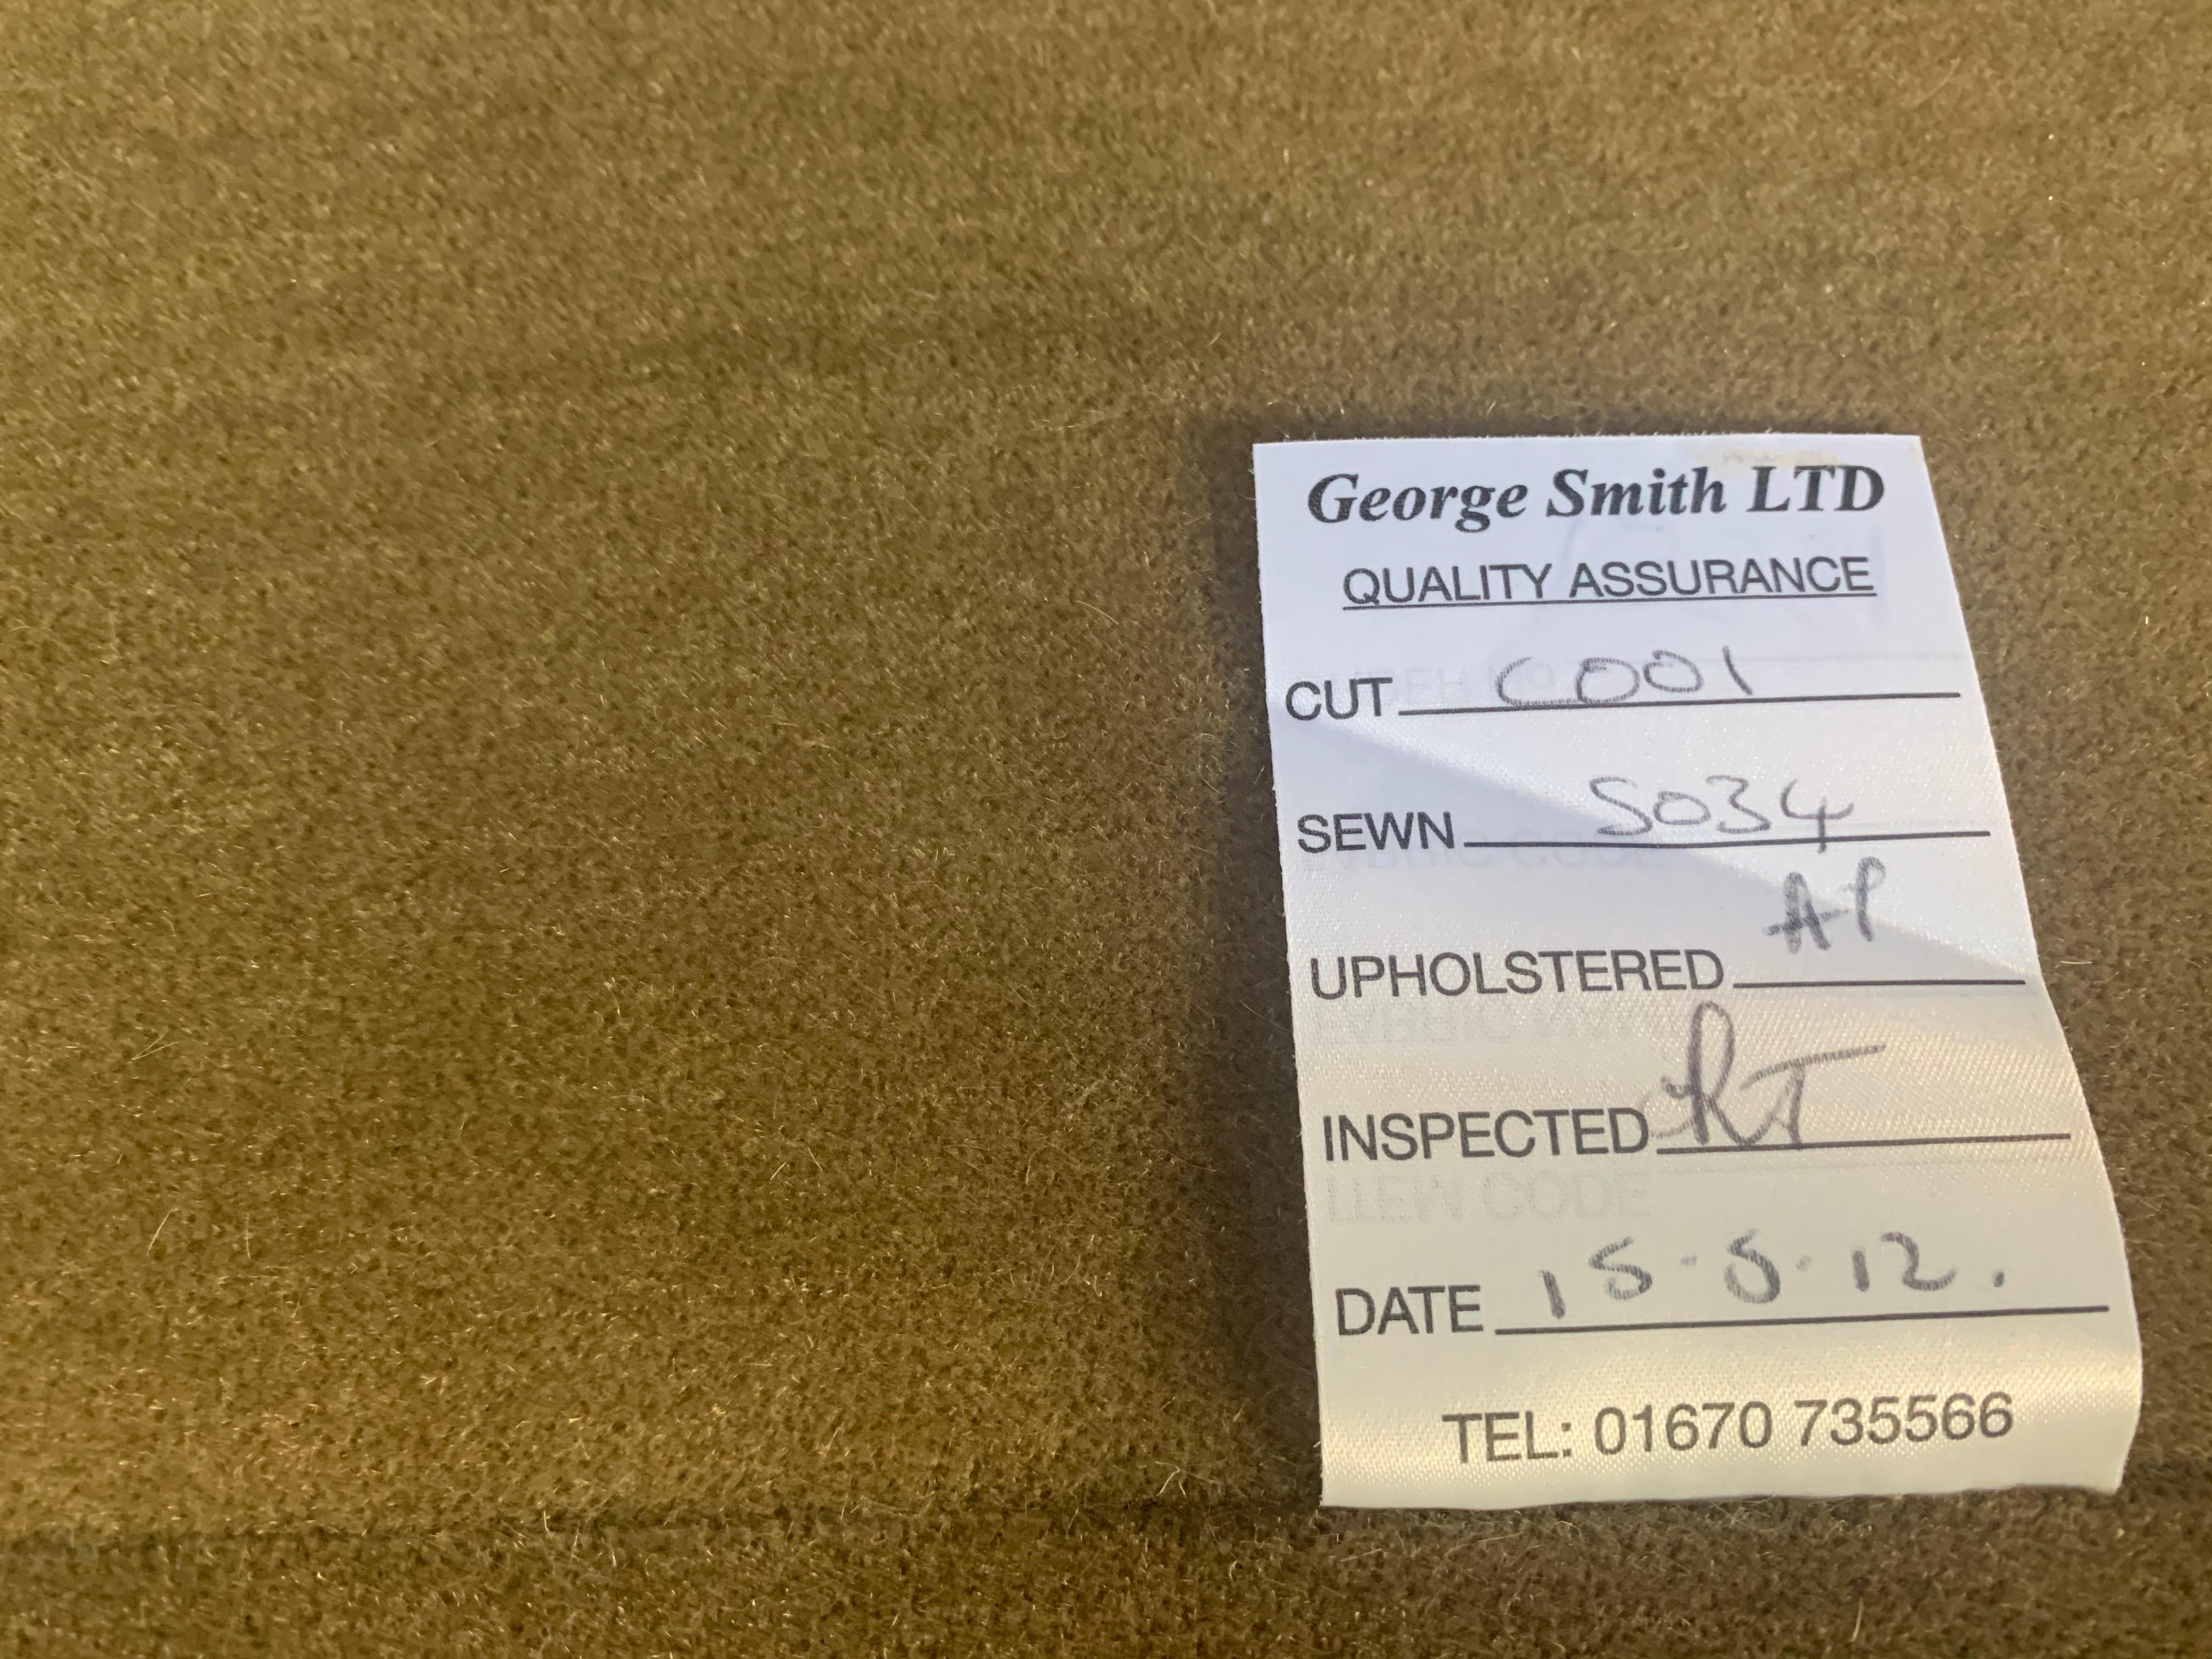 George Smith LTD
QUALITY ASSURANCE
CUT C001
SEWN S034
UPHOLSTERED AP
INSPECTED RT
DATE 15.5.12.
TEL: 01670 735566